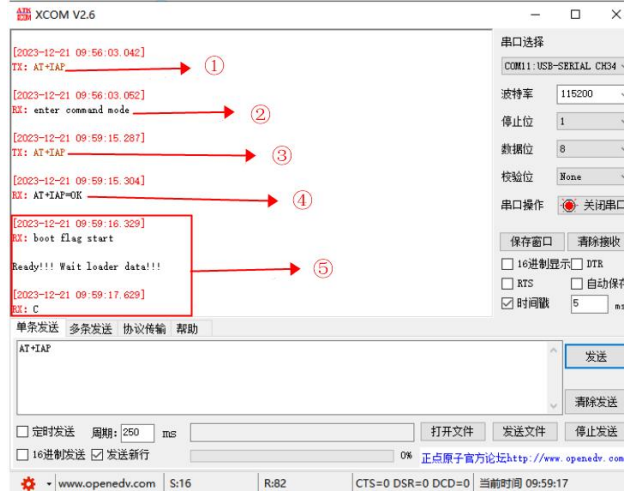 ATK
COM
XCOM V2.6
[2023-12-21 09:56:03.042]
TX: AT+IAP
①
[2023-12-21 09:56:03.052]
RX: enter command mode
②
[2023-12-21 09:59:15.287]
TX: AT+IAP
③
[2023-12-21 09:59:15.304]
RX: AT+IAP=OK
④
[2023-12-21 09:59:16.329]
RX: boot flag start
Ready!!! Wait loader data!!!
⑤
[2023-12-21 09:59:17.629]
RX: C
串口选择
COM11:USB-SERIAL CH34
波特率 115200
停止位 1
数据位 8
校验位 None
串口操作 关闭串口
保存窗口 清除接收
16进制显示 DTR
RTS 自动保存
时间戳 5 ms
单条发送 多条发送 协议传输 帮助
AT+IAP
发送
清除发送
定时发送 周期: 250 ms 打开文件 发送文件 停止发送
16进制发送 发送新行 0% 正点原子官方论坛http://www.openedv.com
www.openedv.com S:16 R:82 CTS=0 DSR=0 DCD=0 当前时间 09:59:17